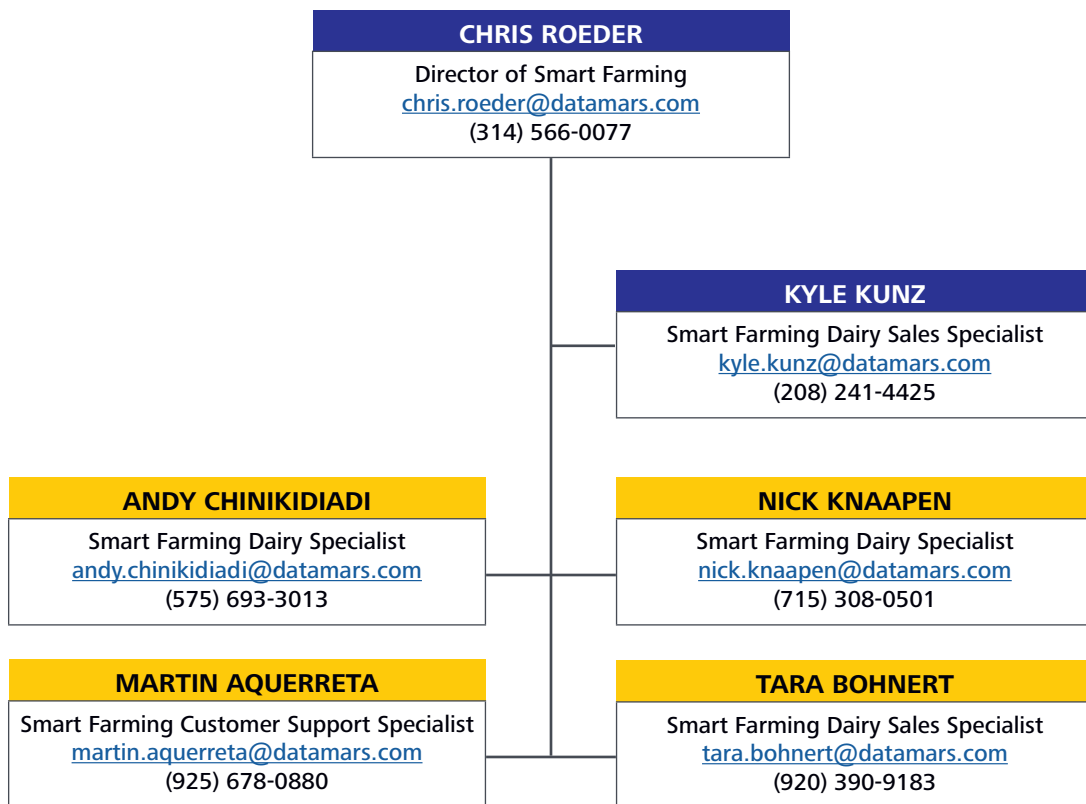 CHRIS ROEDER
Director of Smart Farming
chris.roeder@datamars.com
(314) 566-0077
KYLE KUNZ
Smart Farming Dairy Sales Specialist
kyle.kunz@datamars.com
(208) 241-4425
ANDY CHINIKIDIADI
Smart Farming Dairy Specialist
andy.chinikidiadi@datamars.com
(575) 693-3013
NICK KNAAPEN
Smart Farming Dairy Specialist
nick.knaapen@datamars.com
(715) 308-0501
MARTIN AQUERRETA
Smart Farming Customer Support Specialist
martin.aquerreta@datamars.com
(925) 678-0880
TARA BOHNERT
Smart Farming Dairy Sales Specialist
tara.bohnert@datamars.com
(920) 390-9183